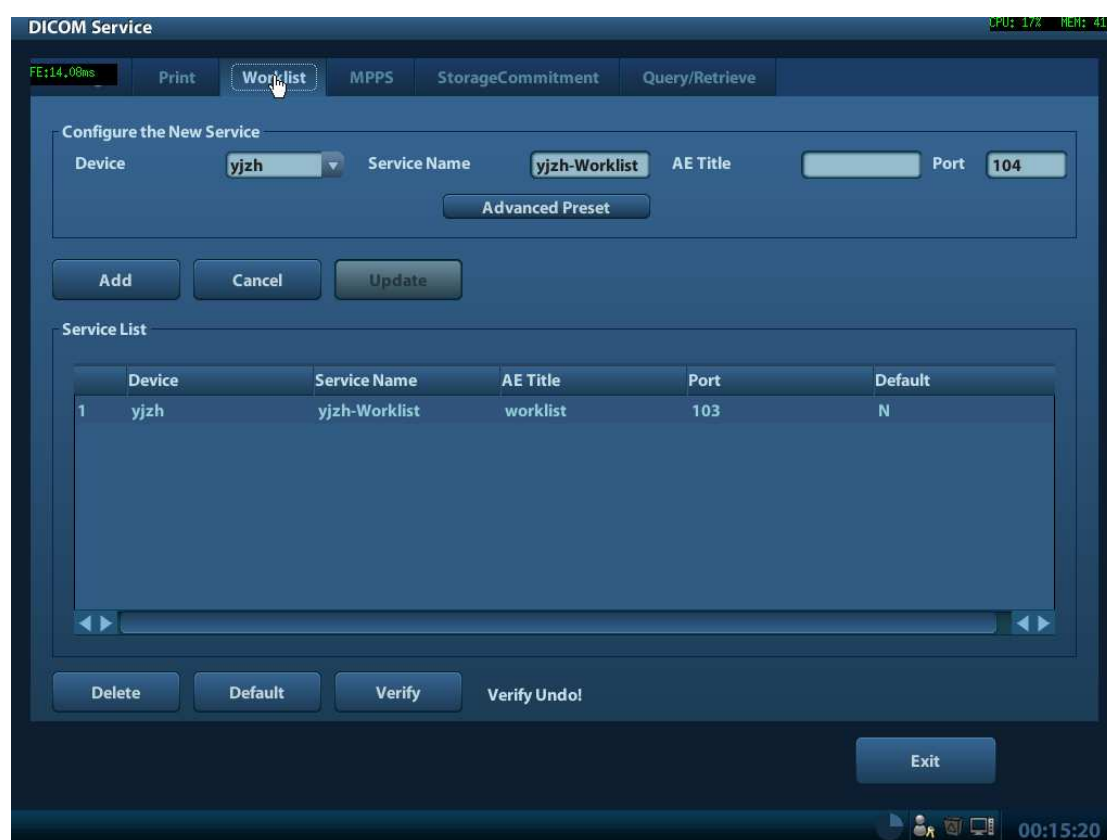 DICOM Service
CPU: 17% MEM: 41
FE:14.08ms
Print Worklist MPPS StorageCommitment Query/Retrieve
Configure the New Service
Device yjzh Service Name yjzh-Worklist AE Title Port 104
Advanced Preset
Add Cancel Update
Service List
Device Service Name AE Title Port Default
1 yjzh yjzh-Worklist worklist 103 N
Delete Default Verify Verify Undo!
Exit
00:15:20